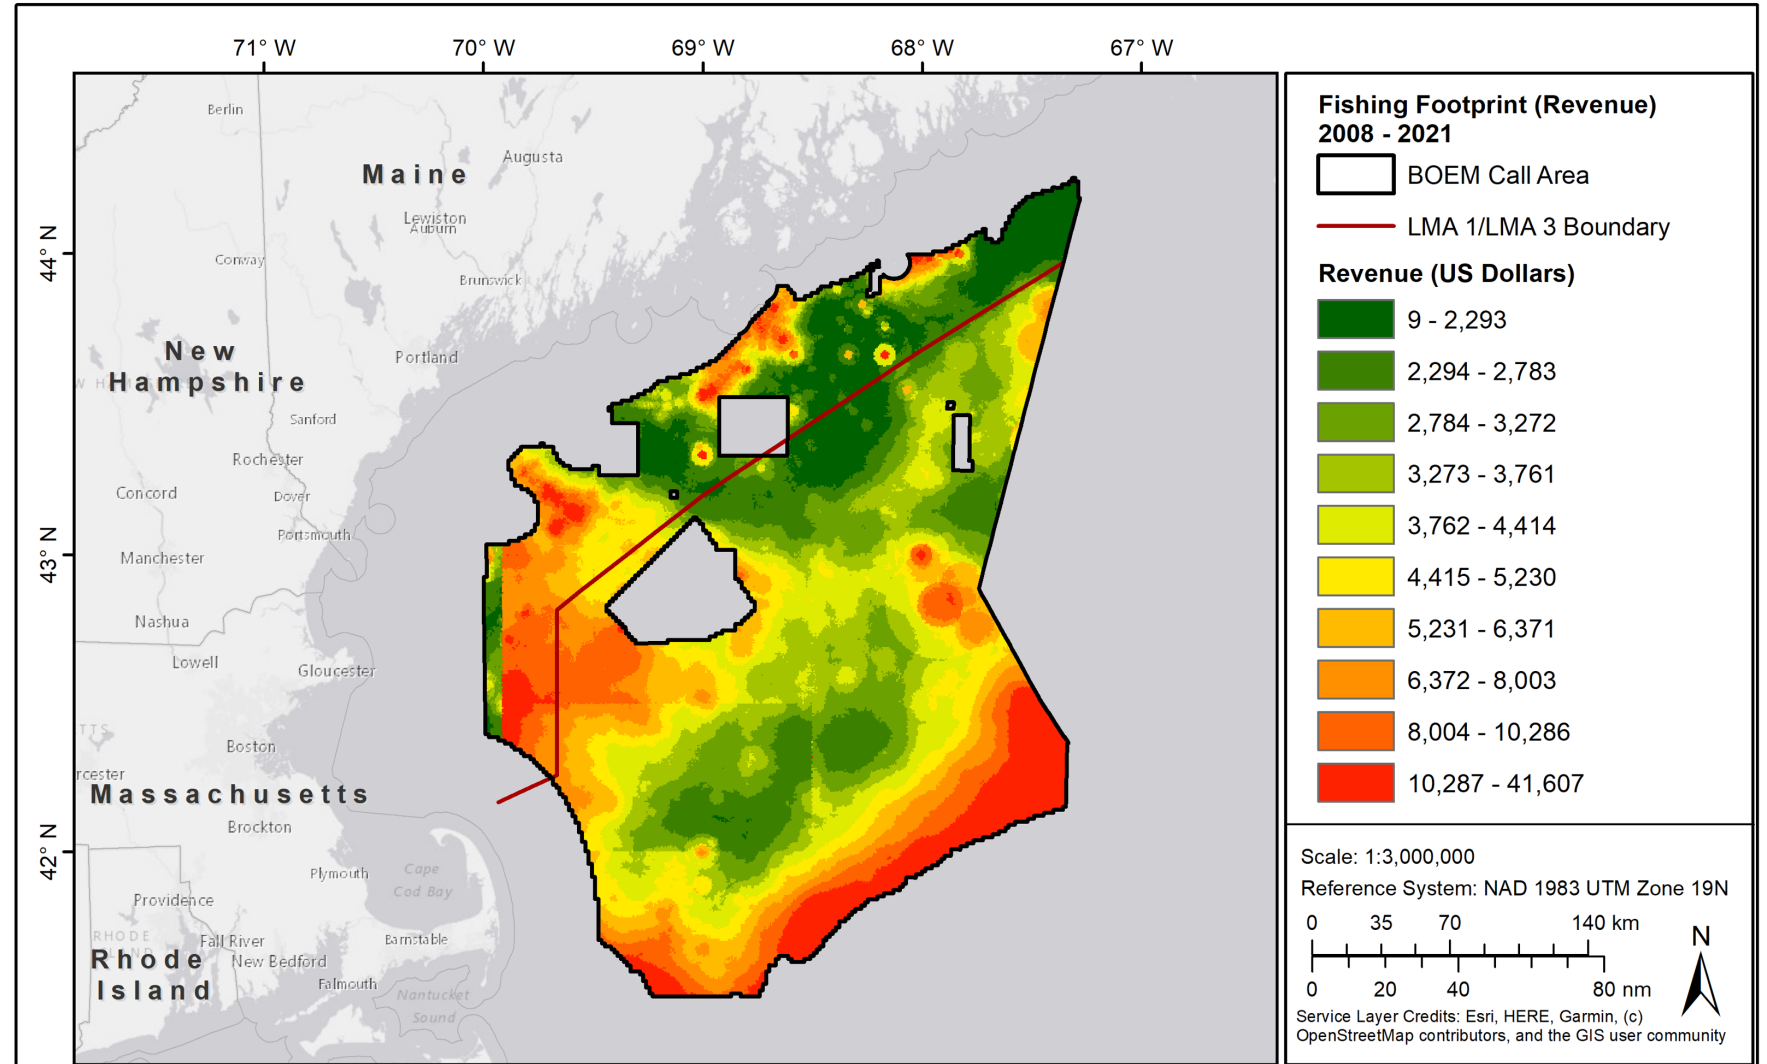 71° W
70° W
69° W
68° W
67° W
44° N
43° N
42° N
Berlin
Augusta
Maine
Lewiston
Auburn
Conway
Brunswick
New
Hampshire
Portland
W H
Sanford
Rochester
Concord
Dover
Portsmouth
Manchester
Nashua
Lowell
Gloucester
TTS
Boston
rcester
Massachusetts
Brockton
Cape
Cod Bay
Plymouth
Providence
RHODE
Fall River
Barnstable
Rhode
Island
New Bedford
Falmouth
Nantucket
Sound
Fishing Footprint (Revenue)
2008 - 2021
BOEM Call Area
LMA 1/LMA 3 Boundary
Revenue (US Dollars)
9 - 2,293
2,294 - 2,783
2,784 - 3,272
3,273 - 3,761
3,762 - 4,414
4,415 - 5,230
5,231 - 6,371
6,372 - 8,003
8,004 - 10,286
10,287 - 41,607
Scale: 1:3,000,000
Reference System: NAD 1983 UTM Zone 19N
0 35 70 140 km
0 20 40 80 nm
N
Service Layer Credits: Esri, HERE, Garmin, (c)
OpenStreetMap contributors, and the GIS user community